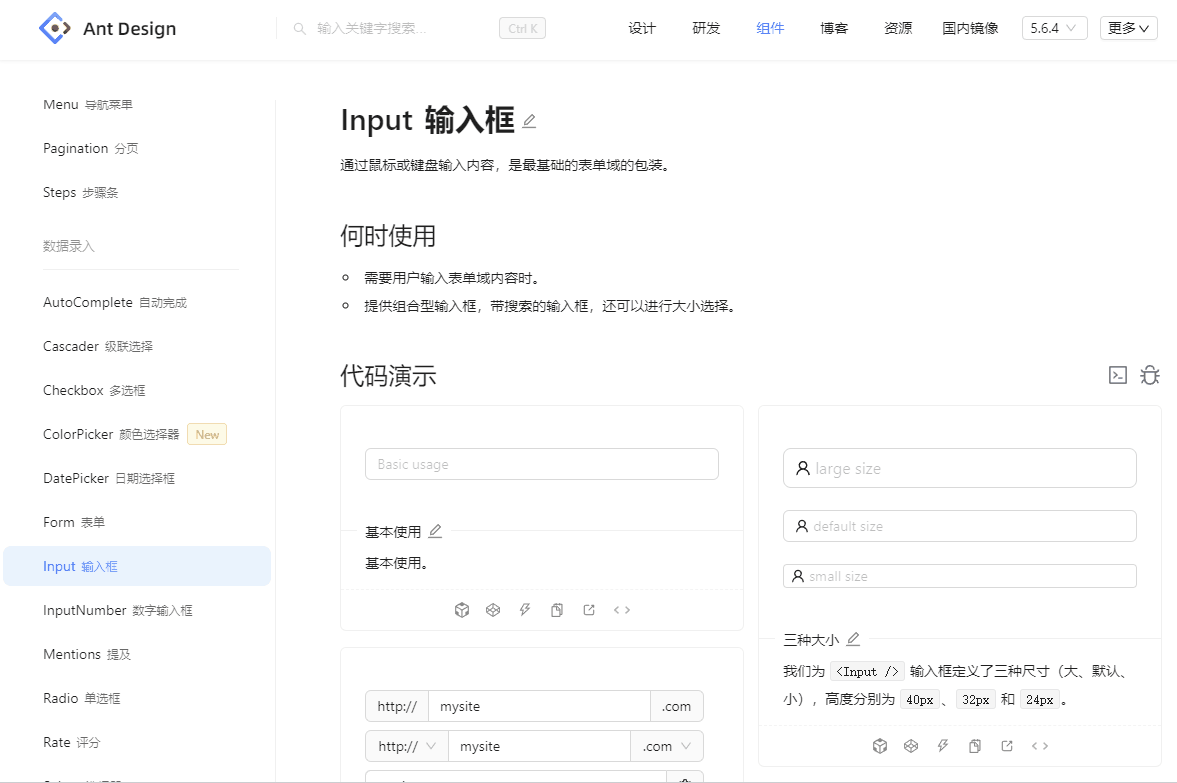 Ant Design
输入关键字搜索...
Ctrl K
设计 研发 组件 博客 资源 国内镜像 5.6.4 更多
Menu 导航菜单
Pagination 分页
Steps 步骤条
数据录入
AutoComplete 自动完成
Cascader 级联选择
Checkbox 多选框
ColorPicker 颜色选择器 New
DatePicker 日期选择框
Form 表单
Input 输入框
InputNumber 数字输入框
Mentions 提及
Radio 单选框
Rate 评分
Input 输入框
通过鼠标或键盘输入内容，是最基础的表单域的包装。
何时使用
需要用户输入表单域内容时。
提供组合型输入框，带搜索的输入框，还可以进行大小选择。
代码演示
Basic usage
基本使用
基本使用。
http:// mysite .com
http:// mysite .com
large size
default size
small size
三种大小
我们为 <Input /> 输入框定义了三种尺寸（大、默认、
小），高度分别为 40px 、 32px 和 24px 。